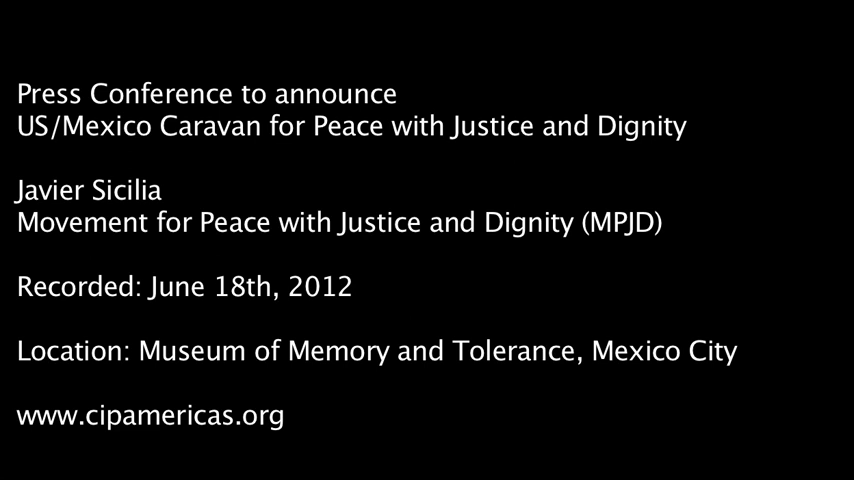 Press Conference to announce
US/Mexico Caravan for Peace with Justice and Dignity
Javier Sicilia
Movement for Peace with Justice and Dignity (MPJD)
Recorded: June 18th, 2012
Location: Museum of Memory and Tolerance, Mexico City
www.cipamericas.org